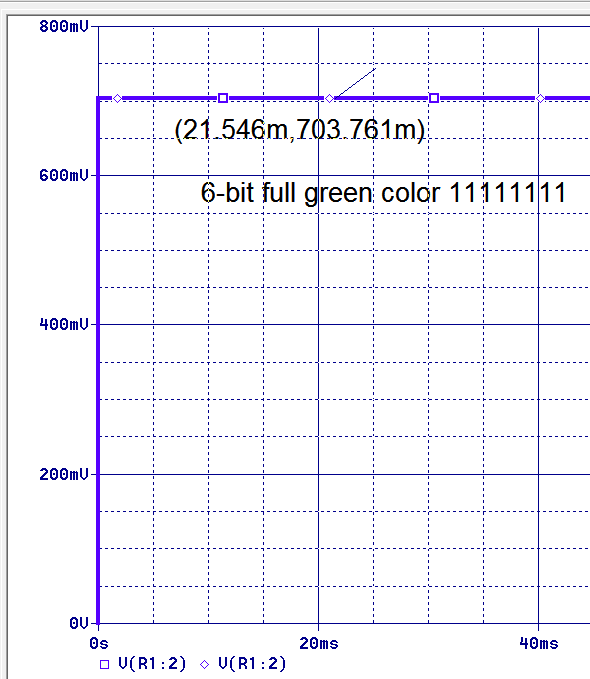 800mV
(21.546m,703.761m)
600mV
6-bit full green color 11111111
400mV
200mV
0V
0s 20ms 40ms
V(R1:2) V(R1:2)